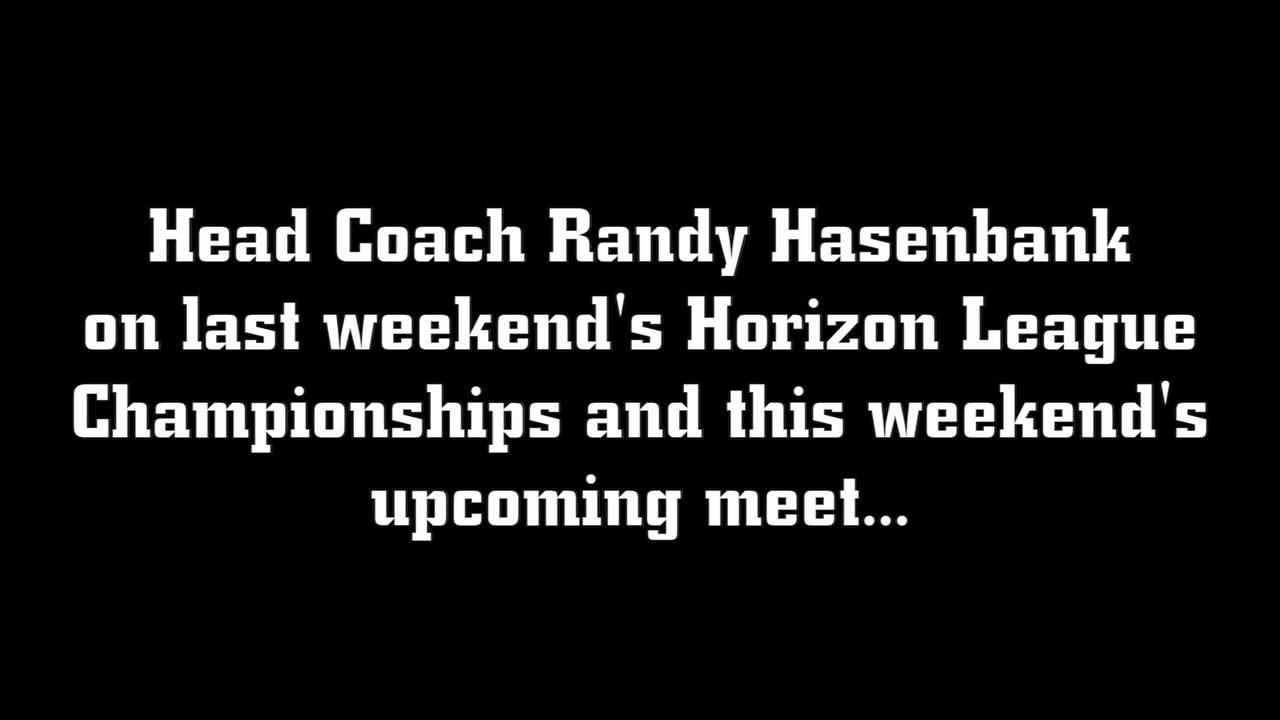 Head Coach Randy Hasenbank
on last weekend's Horizon League
Championships and this weekend's
upcoming meet...